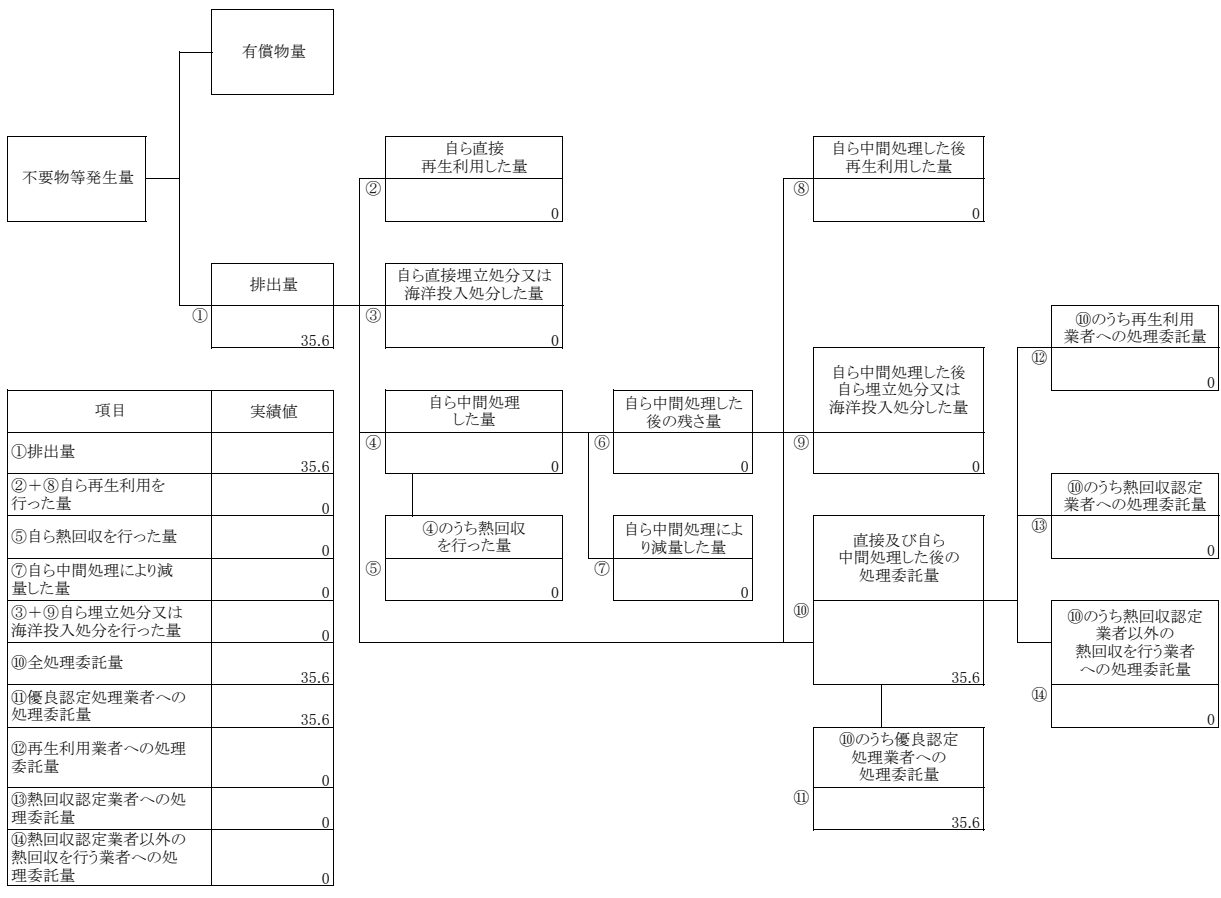 有償物量
不要物等発生量
排出量
①
35.6
自ら直接
再生利用した量
②
0
自ら直接埋立処分又は
海洋投入処分した量
③
0
自ら中間処理
した量
④
0
④のうち熱回収
を行った量
⑤
0
自ら中間処理した
後の残さ量
⑥
0
自ら中間処理によ
り減量した量
⑦
0
自ら中間処理した後
再生利用した量
⑧
0
自ら中間処理した後
自ら埋立処分又は
海洋投入処分した量
⑨
0
直接及び自ら
中間処理した後の
処理委託量
⑩
35.6
⑩のうち優良認定
処理業者への
処理委託量
⑪
35.6
⑩のうち再生利用
業者への処理委託量
⑫
0
⑩のうち熱回収認定
業者への処理委託量
⑬
0
⑩のうち熱回収認定
業者以外の
熱回収を行う業者
への処理委託量
⑭
0
項目 実績値
①排出量
35.6
②＋⑧自ら再生利用を
行った量
0
⑤自ら熱回収を行った量
0
⑦自ら中間処理により減
量した量
0
③＋⑨自ら埋立処分又は
海洋投入処分を行った量
0
⑩全処理委託量
35.6
⑪優良認定処理業者への
処理委託量
35.6
⑫再生利用業者への処理
委託量
0
⑬熱回収認定業者への処
理委託量
0
⑭熱回収認定業者以外の
熱回収を行う業者への処
理委託量
0